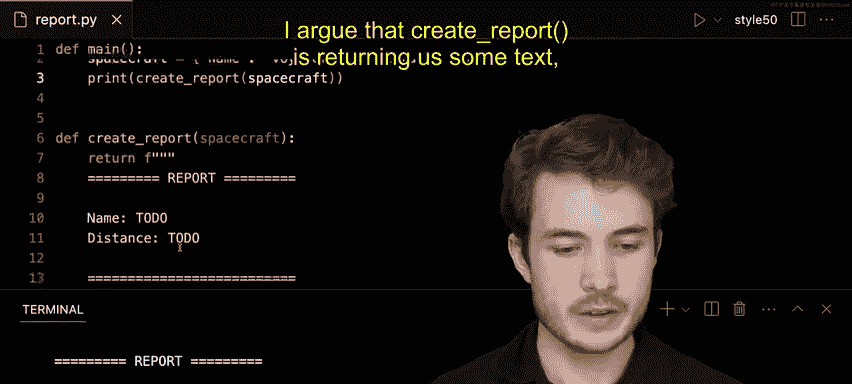 report.py
style50
I argue that create_report()
is returning us some text,
1 def main():
3 print(create_report(spacecraft))
4
5
6 def create_report(spacecraft):
7 return f"""
8 ========= REPORT =========
9
10 Name: TODO
11 Distance: TODO
12
13 ==========================
TERMINAL
========= REPORT =========